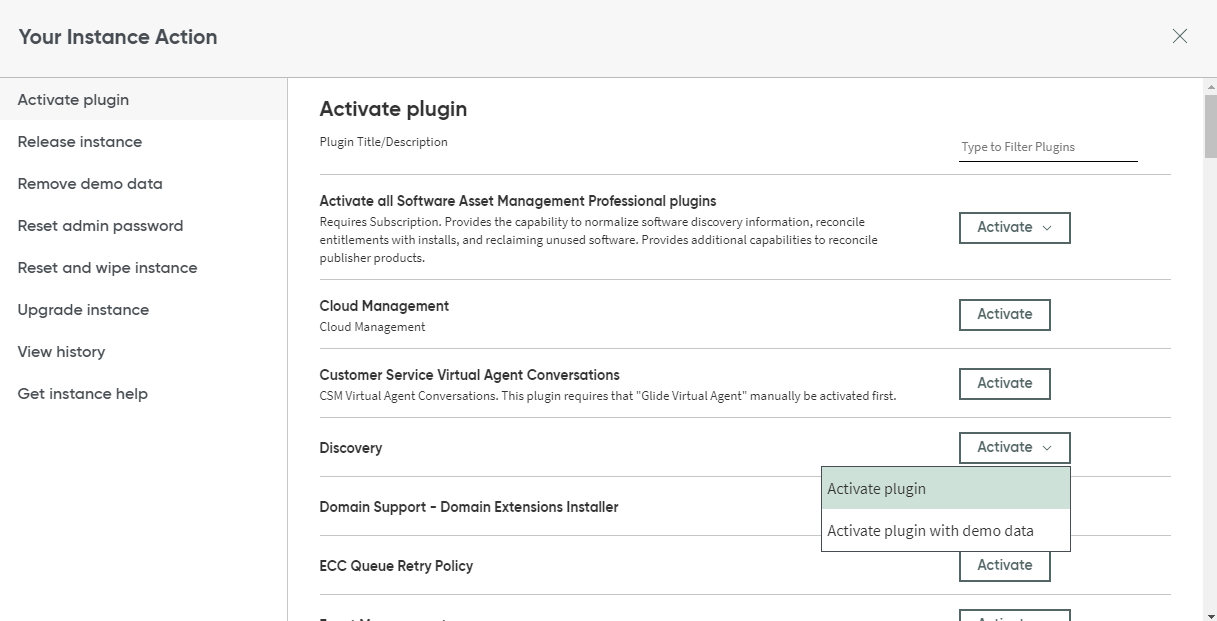 Your Instance Action
Activate plugin
Release instance
Remove demo data
Reset admin password
Reset and wipe instance
Upgrade instance
View history
Get instance help
Activate plugin
Plugin Title/Description
Type to Filter Plugins
Activate all Software Asset Management Professional plugins
Requires Subscription. Provides the capability to normalize software discovery information, reconcile
entitlements with installs, and reclaiming unused software. Provides additional capabilities to reconcile
publisher products.
Activate
Cloud Management
Cloud Management
Activate
Customer Service Virtual Agent Conversations
CSM Virtual Agent Conversations. This plugin requires that "Glide Virtual Agent" manually be activated first.
Activate
Discovery
Activate
Activate plugin
Activate plugin with demo data
Domain Support - Domain Extensions Installer
ECC Queue Retry Policy
Activate